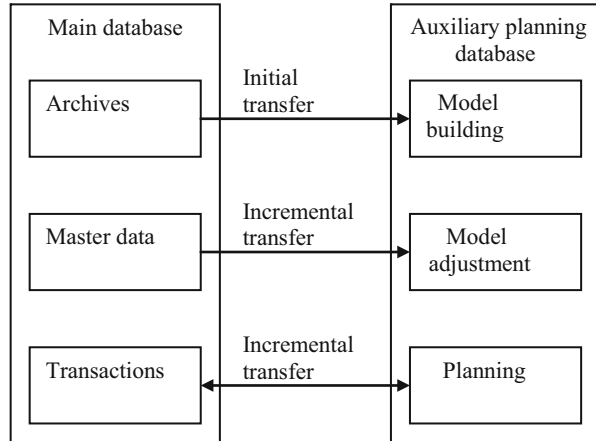 Main database
Auxiliary planning
database
Archives
Initial
transfer
Model
building
Master data
Incremental
transfer
Model
adjustment
Transactions
Incremental
transfer
Planning